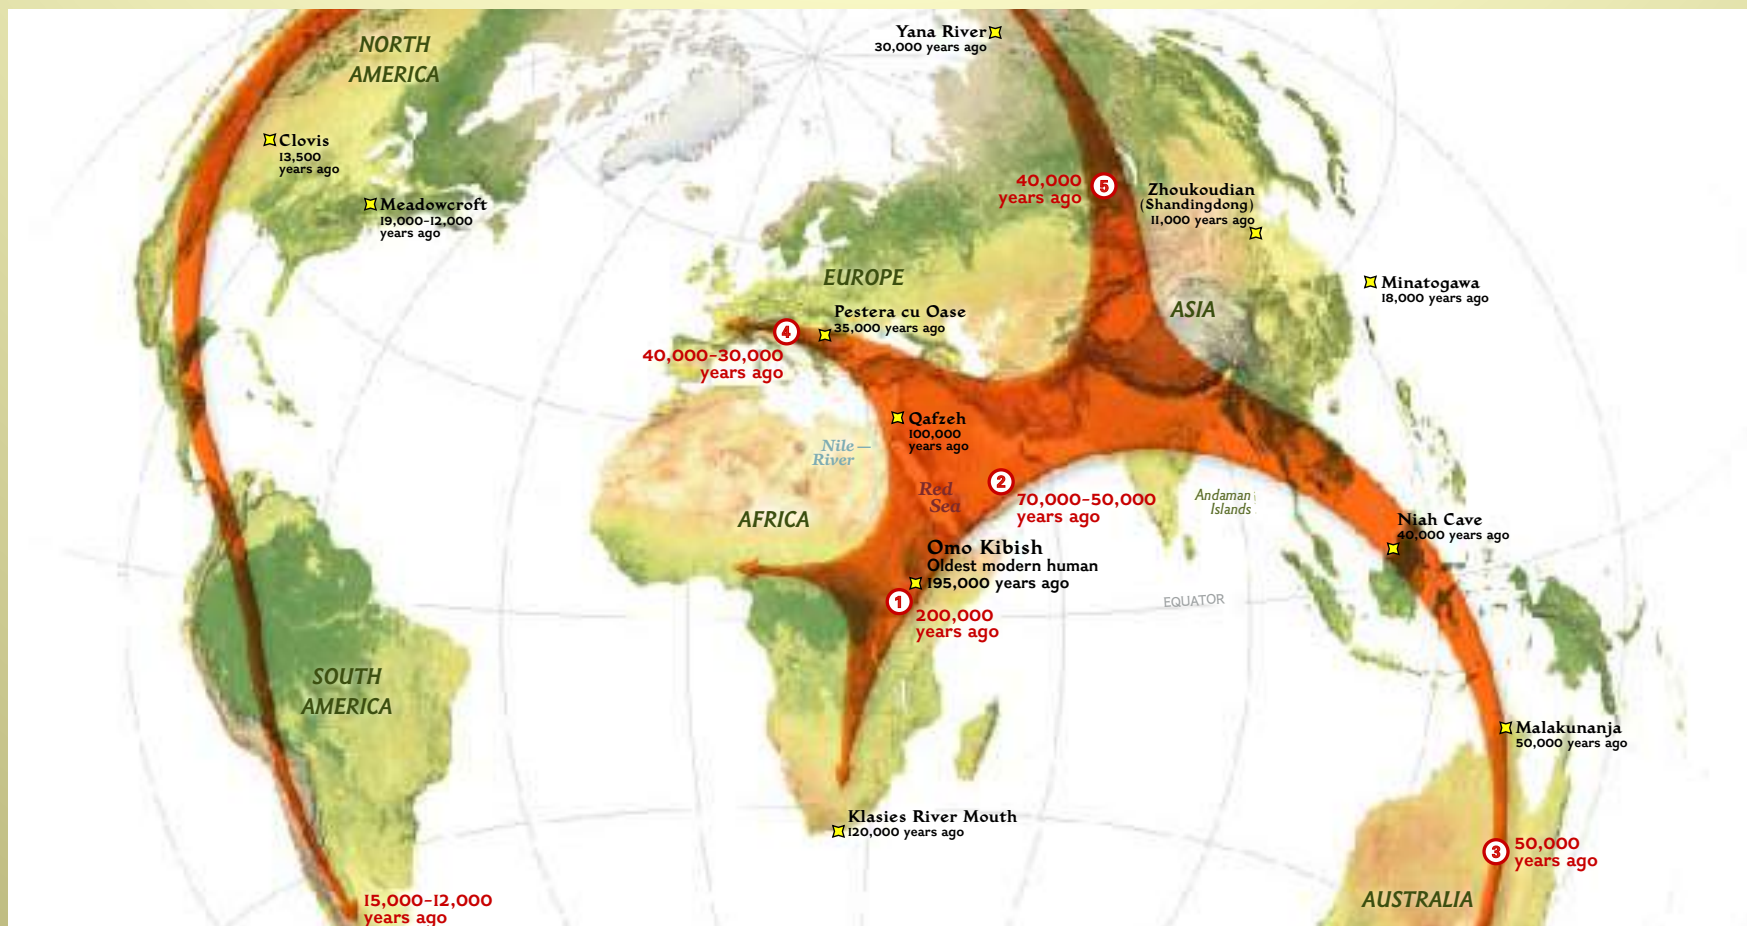 NORTH
AMERICA
Yana River
30,000 years ago
Clovis
13,500
years ago
Meadowcroft
19,000-12,000
years ago
40,000
years ago
5
Zhoukoudian
(Shandingdong)
11,000 years ago
EUROPE
Minatogawa
18,000 years ago
Pestera cu Oase
35,000 years ago
ASIA
4
40,000-30,000
years ago
Qafzeh
100,000
years ago
Nile
River
Red
Sea
2
70,000-50,000
years ago
Andaman
Islands
AFRICA
Niah Cave
40,000 years ago
Omo Kibish
Oldest modern human
195,000 years ago
1
200,000
years ago
EQUATOR
SOUTH
AMERICA
Malakunanja
50,000 years ago
Klasies River Mouth
120,000 years ago
3
50,000
years ago
AUSTRALIA
15,000-12,000
years ago